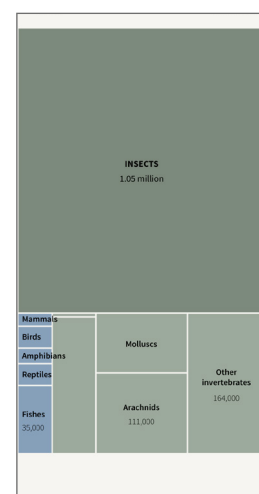 INSECTS
1.05 million
Mammals
Birds
Amphibians
Reptiles
Fishes
35,000
Molluscs
Arachnids
111,000
Other
invertebrates
164,000